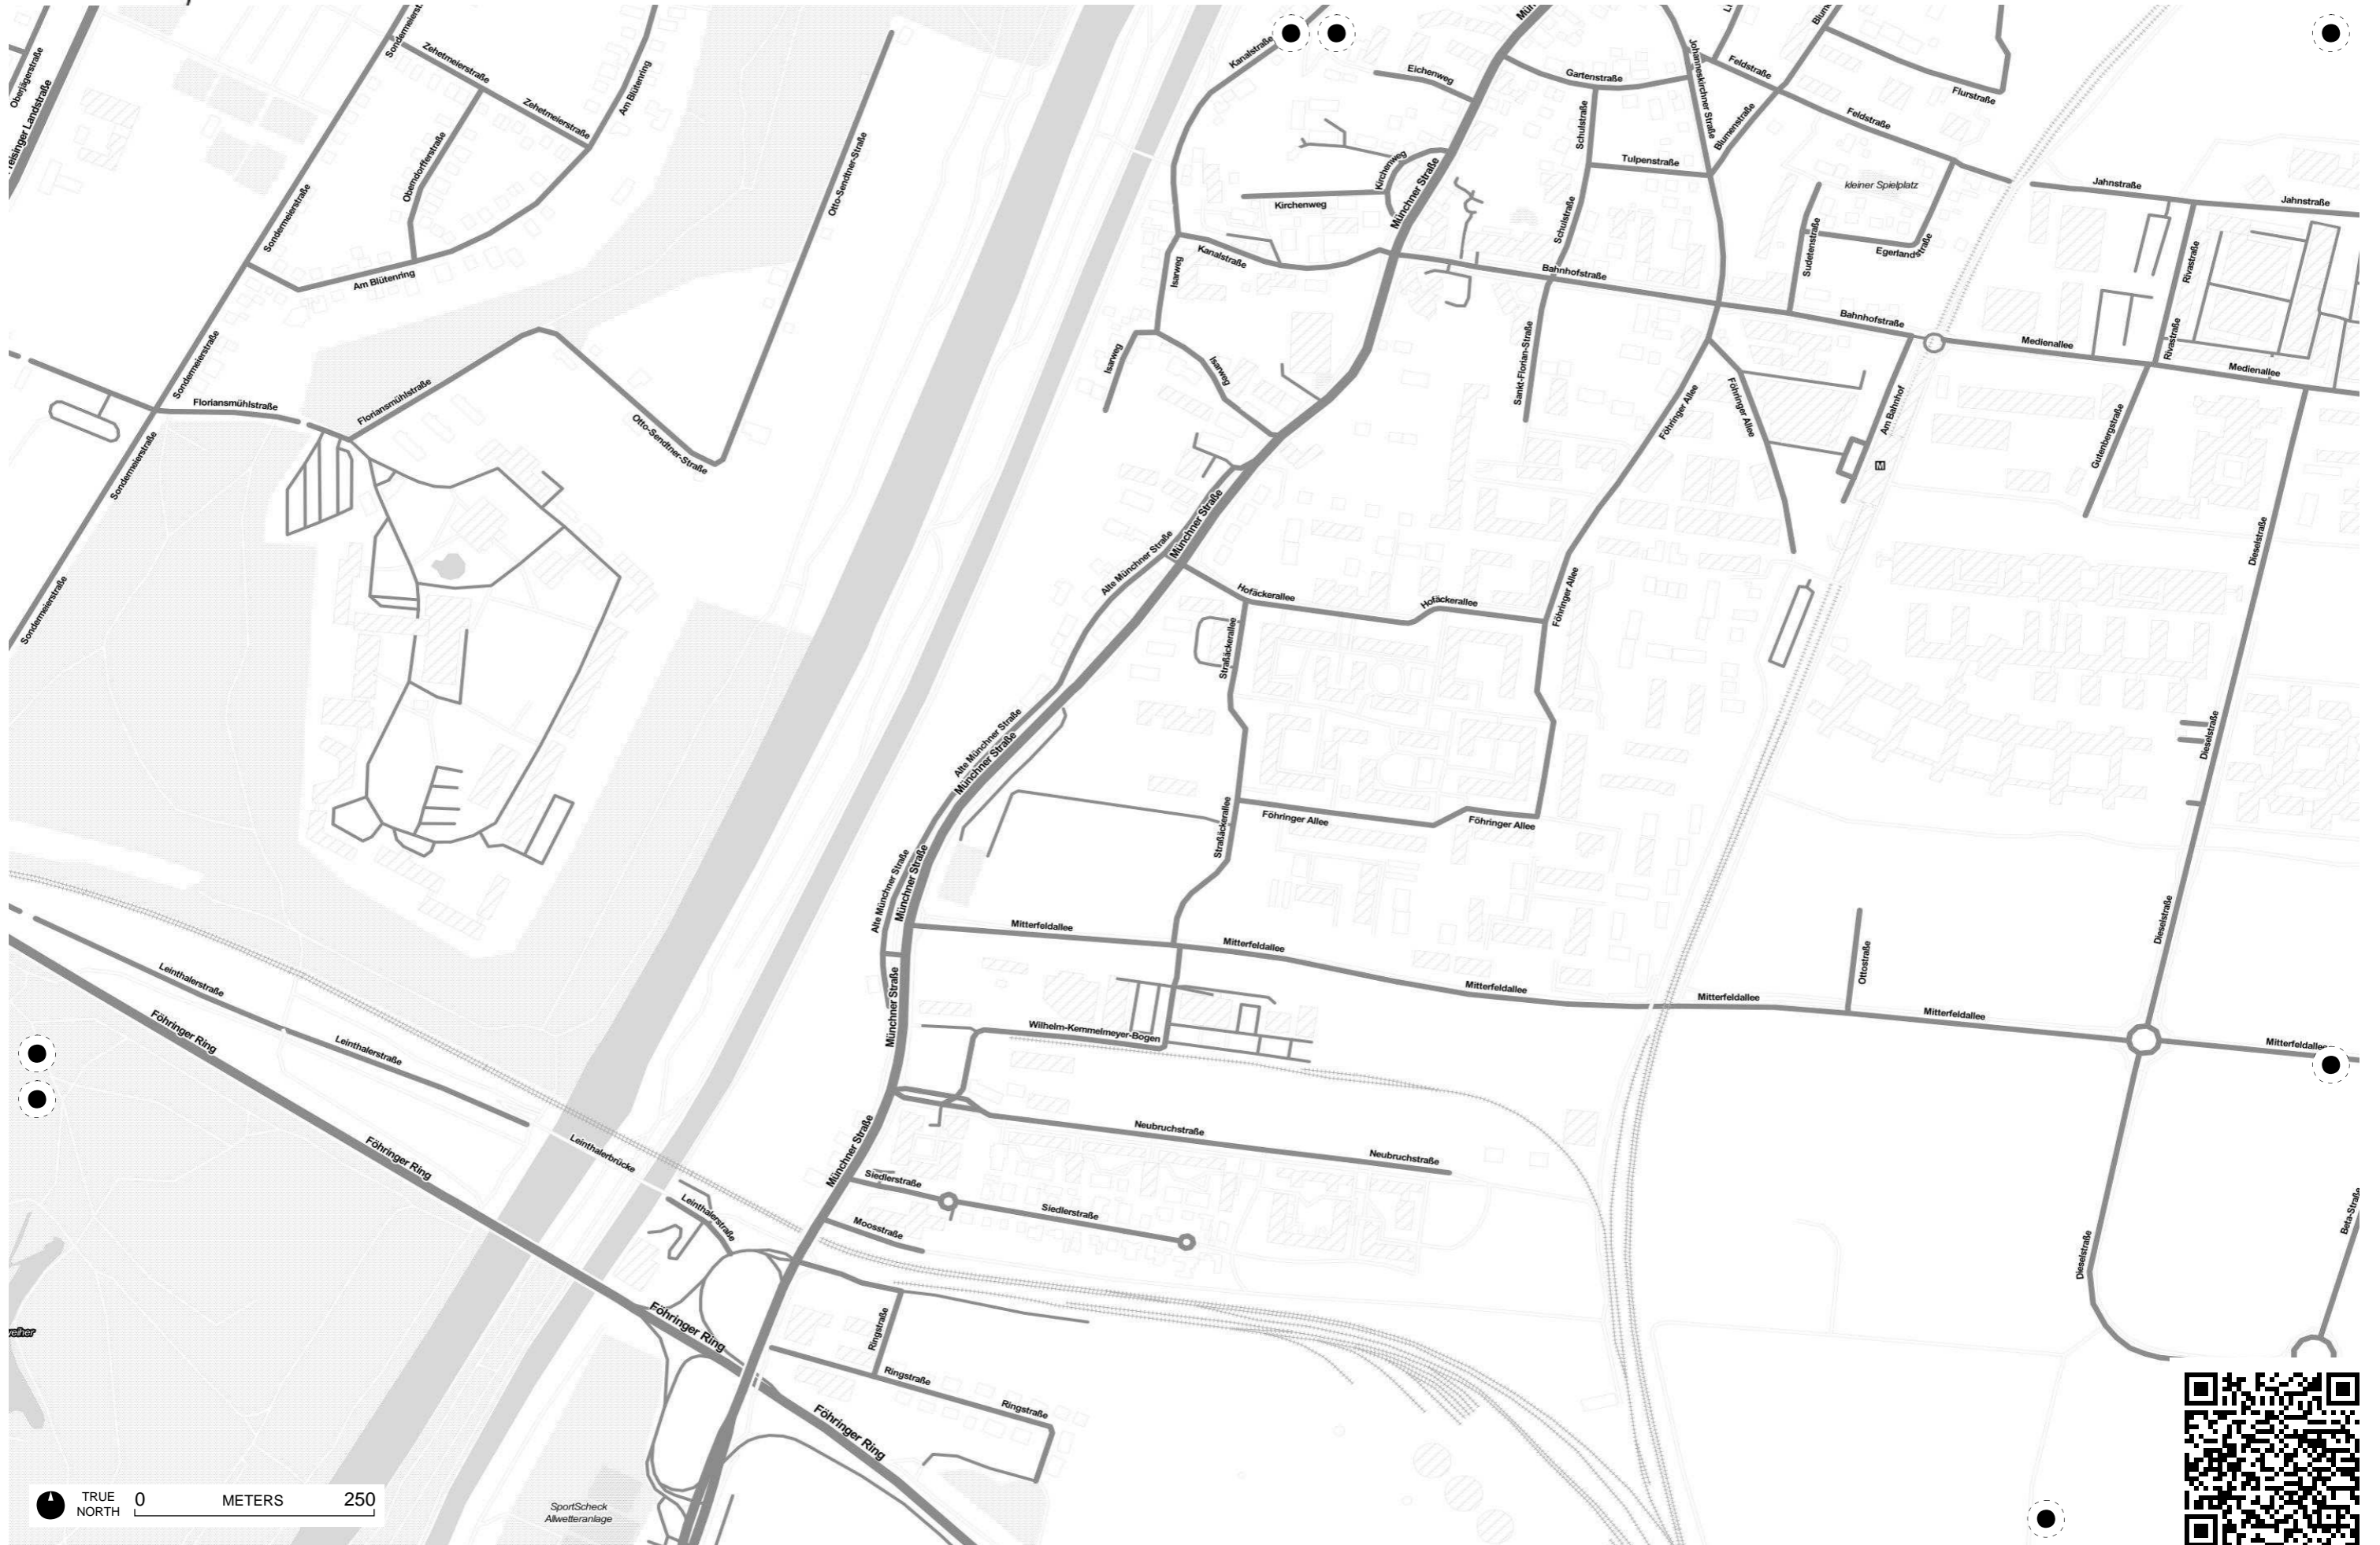 Sondermeierst.
Zehetmeierstraße
Oberjägerstraße
Am Blütenring
Zehetmeierstraße
Oberndorfferstraße
Otto-Sendtner-Straße
Sondermeierstraße
Am Blütenring
Kanalstraße
Eichenweg
Gartenstraße
Johanneskirchner Straße
Feldstraße
Flurstraße
Feldstraße
Schulstraße
Blumenstraße
Tulpenstraße
Kirchenweg
Kirchenweg
Münchner Straße
kleiner Spielplatz
Jahnstraße
Jahnstraße
Schulstraße
Sudetenstraße
Egerlandstraße
Rivastraße
Kanalstraße
Isarweg
Bahnhofstraße
Bahnhofstraße
Medienallee
Rivastraße
Medienallee
Sondermeierstraße
Floriansmühlstraße
Floriansmühlstraße
Otto-Sendtner-Straße
Isarweg
Isarweg
Sankt-Florian-Straße
Föhringer Allee
Föhringer Allee
Am Bahnhof
M
Gutenbergstraße
Sondermeierstraße
Münchner Straße
Alte Münchner Straße
Dieselstraße
Sondermeierstraße
Hofäckerallee
Hofäckerallee
Föhringer Allee
Straßäckerallee
Alte Münchner Straße
Münchner Straße
Dieselstraße
Straßäckerallee
Föhringer Allee
Föhringer Allee
Alte Münchner Straße
Münchner Straße
Mitterfeldallee
Mitterfeldallee
Mitterfeldallee
Mitterfeldallee
Ottostraße
Dieselstraße
Mitterfeldallee
Mitterfeldallee
Leinthalerstraße
Föhringer Ring
Leinthalerstraße
Münchner Straße
Wilhelm-Kemmelmeyer-Bogen
Föhringer Ring
Leinthalerbrücke
Münchner Straße
Neubruchstraße
Neubruchstraße
Siedlerstraße
Siedlerstraße
Leinthalerstraße
Moosstraße
Dieselstraße
Beta-Straße
Föhringer Ring
Ringstraße
Ringstraße
Ringstraße
Föhringer Ring
SportScheck
Allwetteranlage
TRUE
NORTH
0 METERS 250